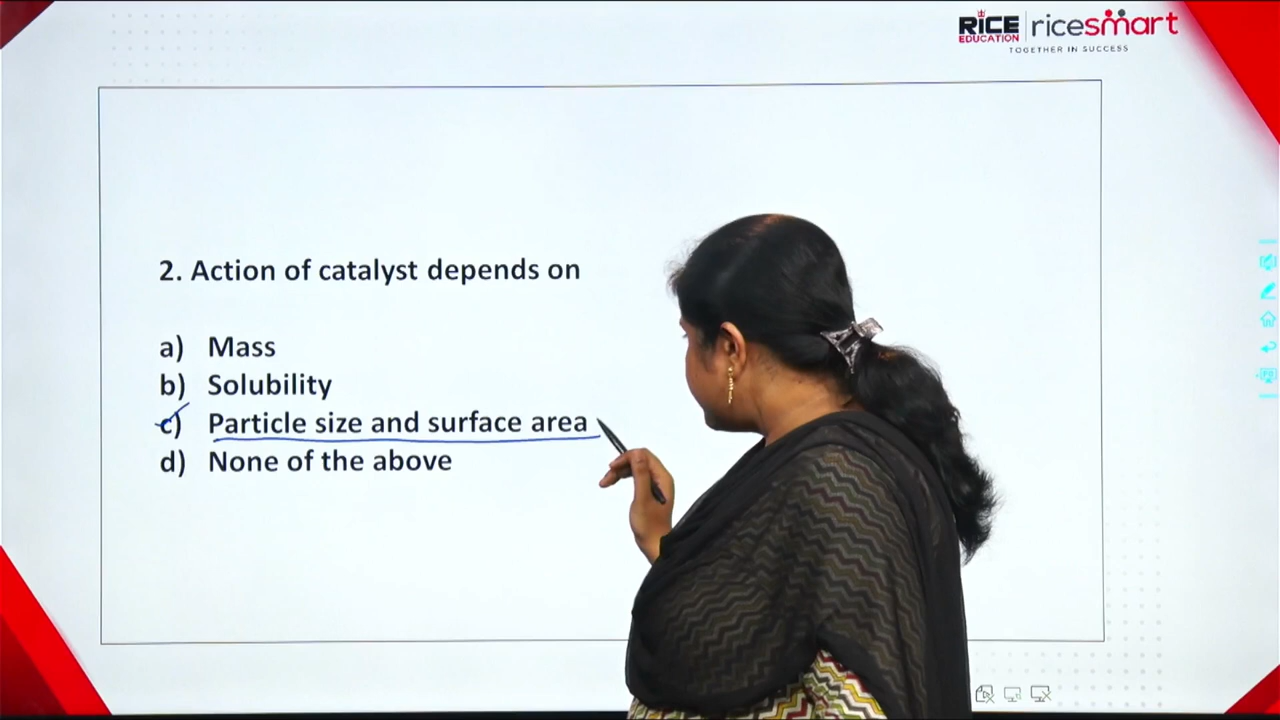 RICE EDUCATION ricesmart
TOGETHER IN SUCCESS
2. Action of catalyst depends on
a) Mass
b) Solubility
c) Particle size and surface area
d) None of the above